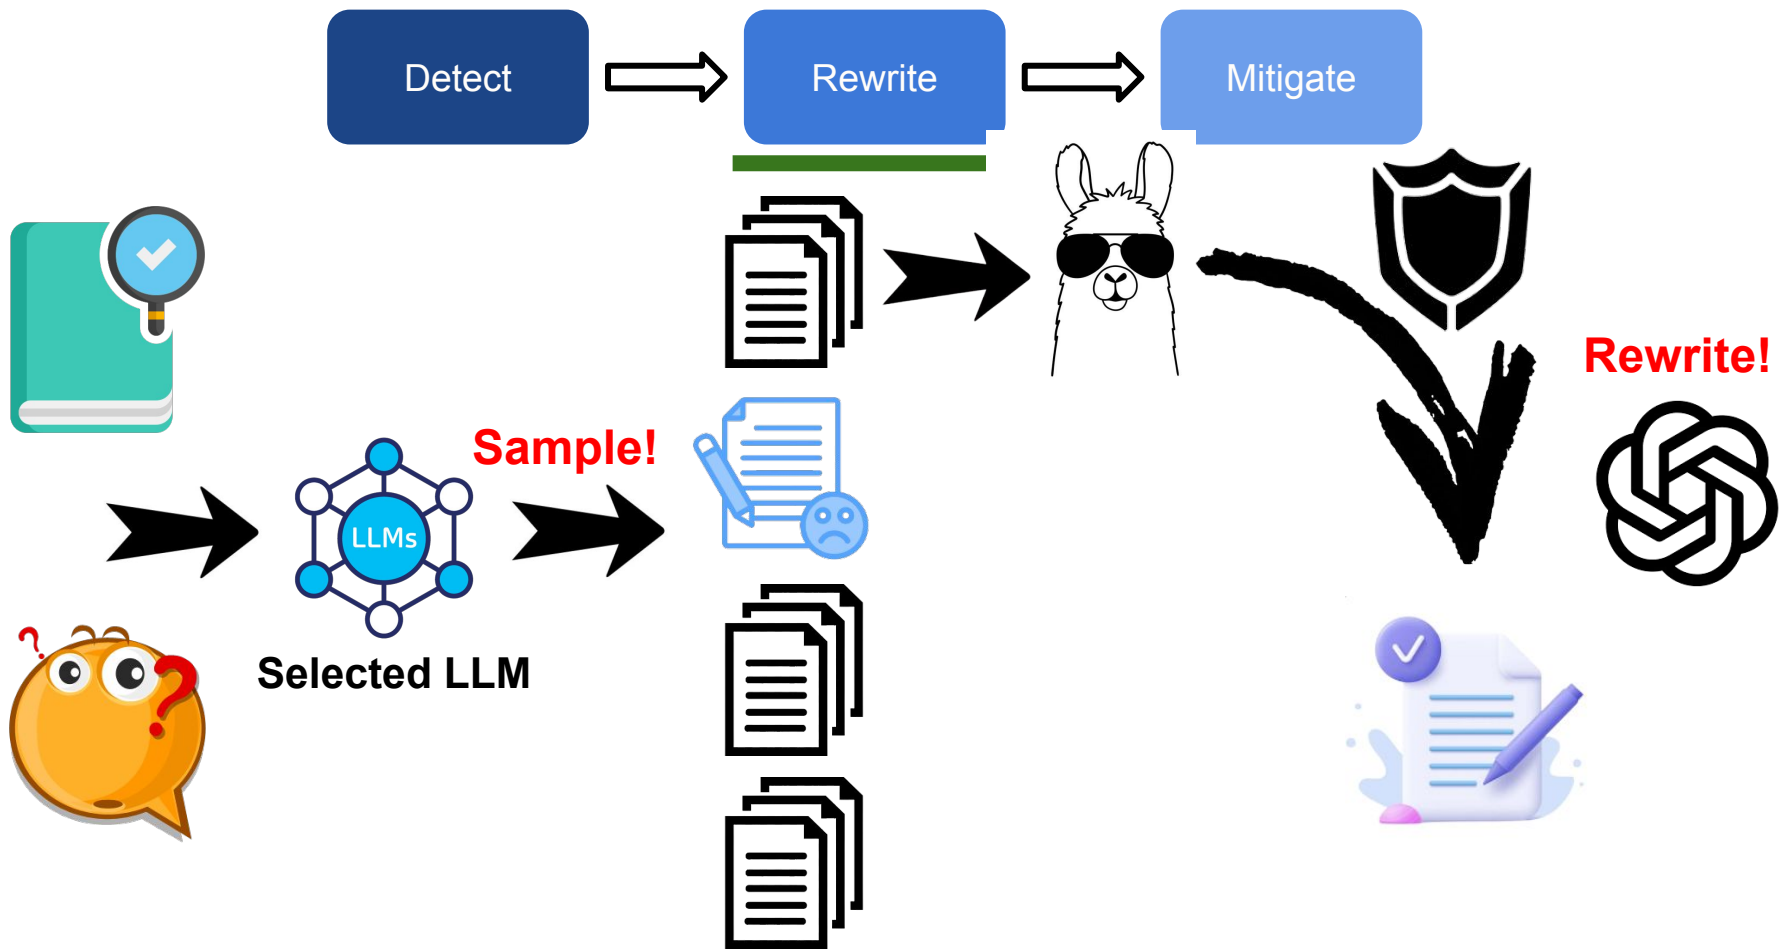 Detect
Rewrite
Mitigate
Rewrite!
Sample!
LLMs
Selected LLM
? ?